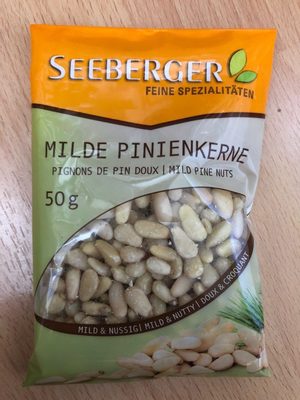 SEEBERGER
FEINE SPEZIALITÄTEN
MILDE PINIENKERNE
PIGNONS DE PIN DOUX | MILD PINE NUTS
50 g
MILD & NUSSIG | MILD & NUTTY | DOUX & CROQUANT